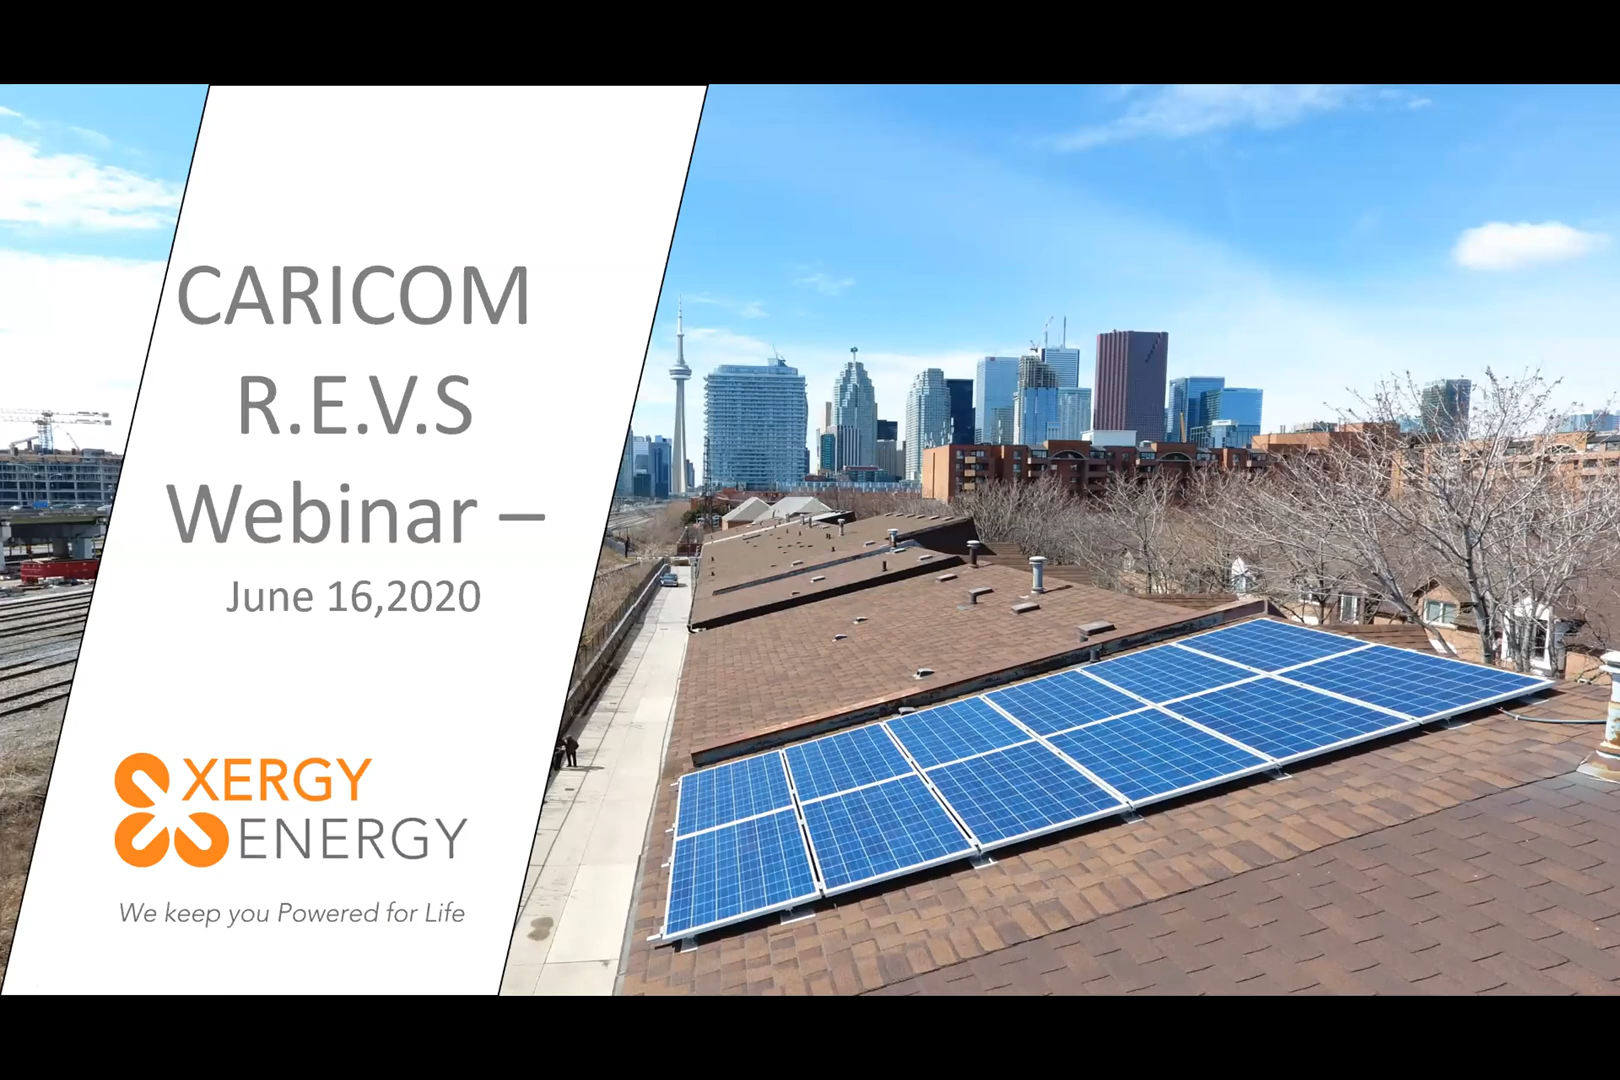 CARICOM
R.E.V.S
Webinar –
June 16,2020
XERGY
ENERGY
We keep you Powered for Life